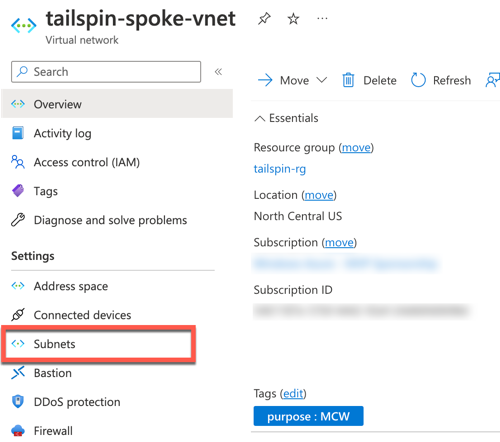 tailspin-spoke-vnet
Virtual network
Search
Overview
Activity log
Access control (IAM)
Tags
Diagnose and solve problems
Settings
Address space
Connected devices
Subnets
Bastion
DDoS protection
Firewall
Move
Delete
Refresh
Essentials
Resource group (move)
tailspin-rg
Location (move)
North Central US
Subscription (move)
Subscription ID
Tags (edit)
purpose : MCW